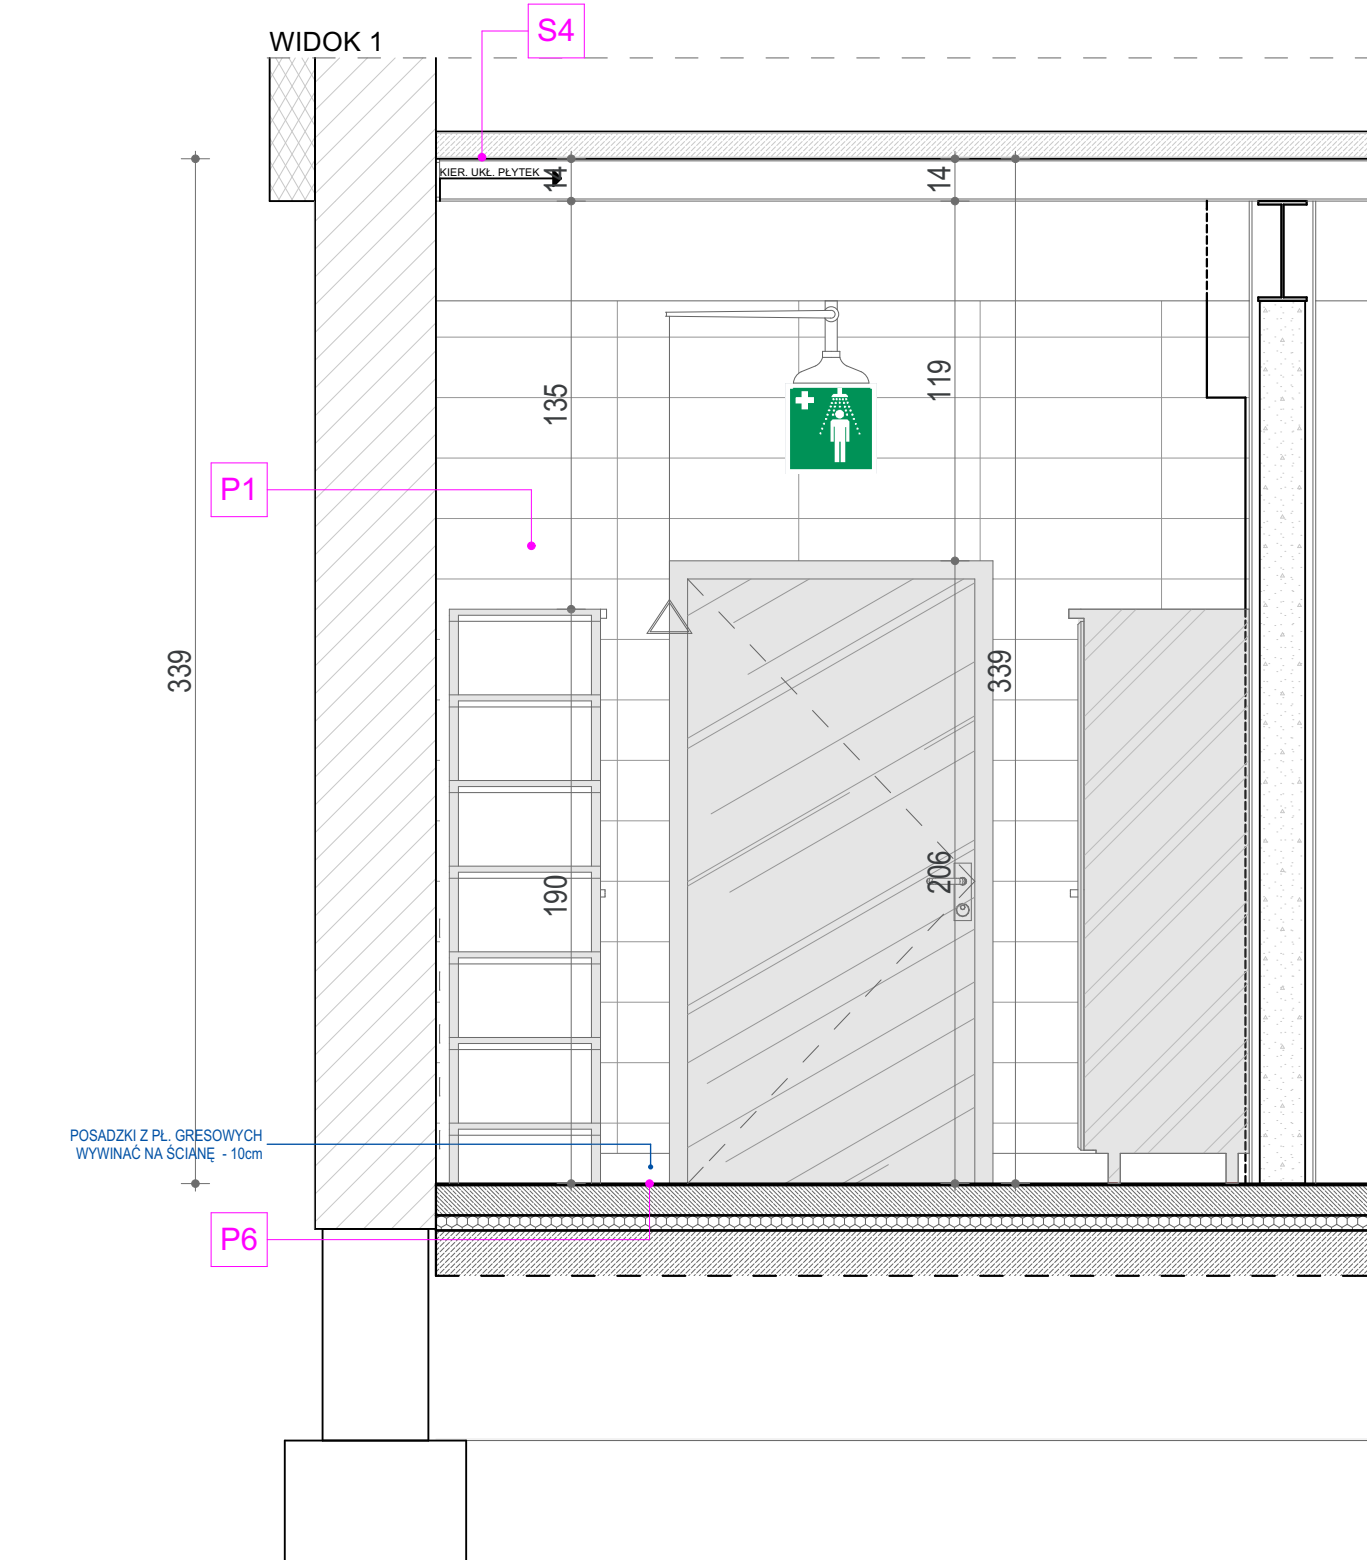 S4
WIDOK 1
KIER. UKŁ. PŁYTEK
14
14
135
119
P1
339
339
206
190
POSADZKI Z PŁ. GRESOWYCH
WYWINAĆ NA ŚCIANĘ - 10cm
P6